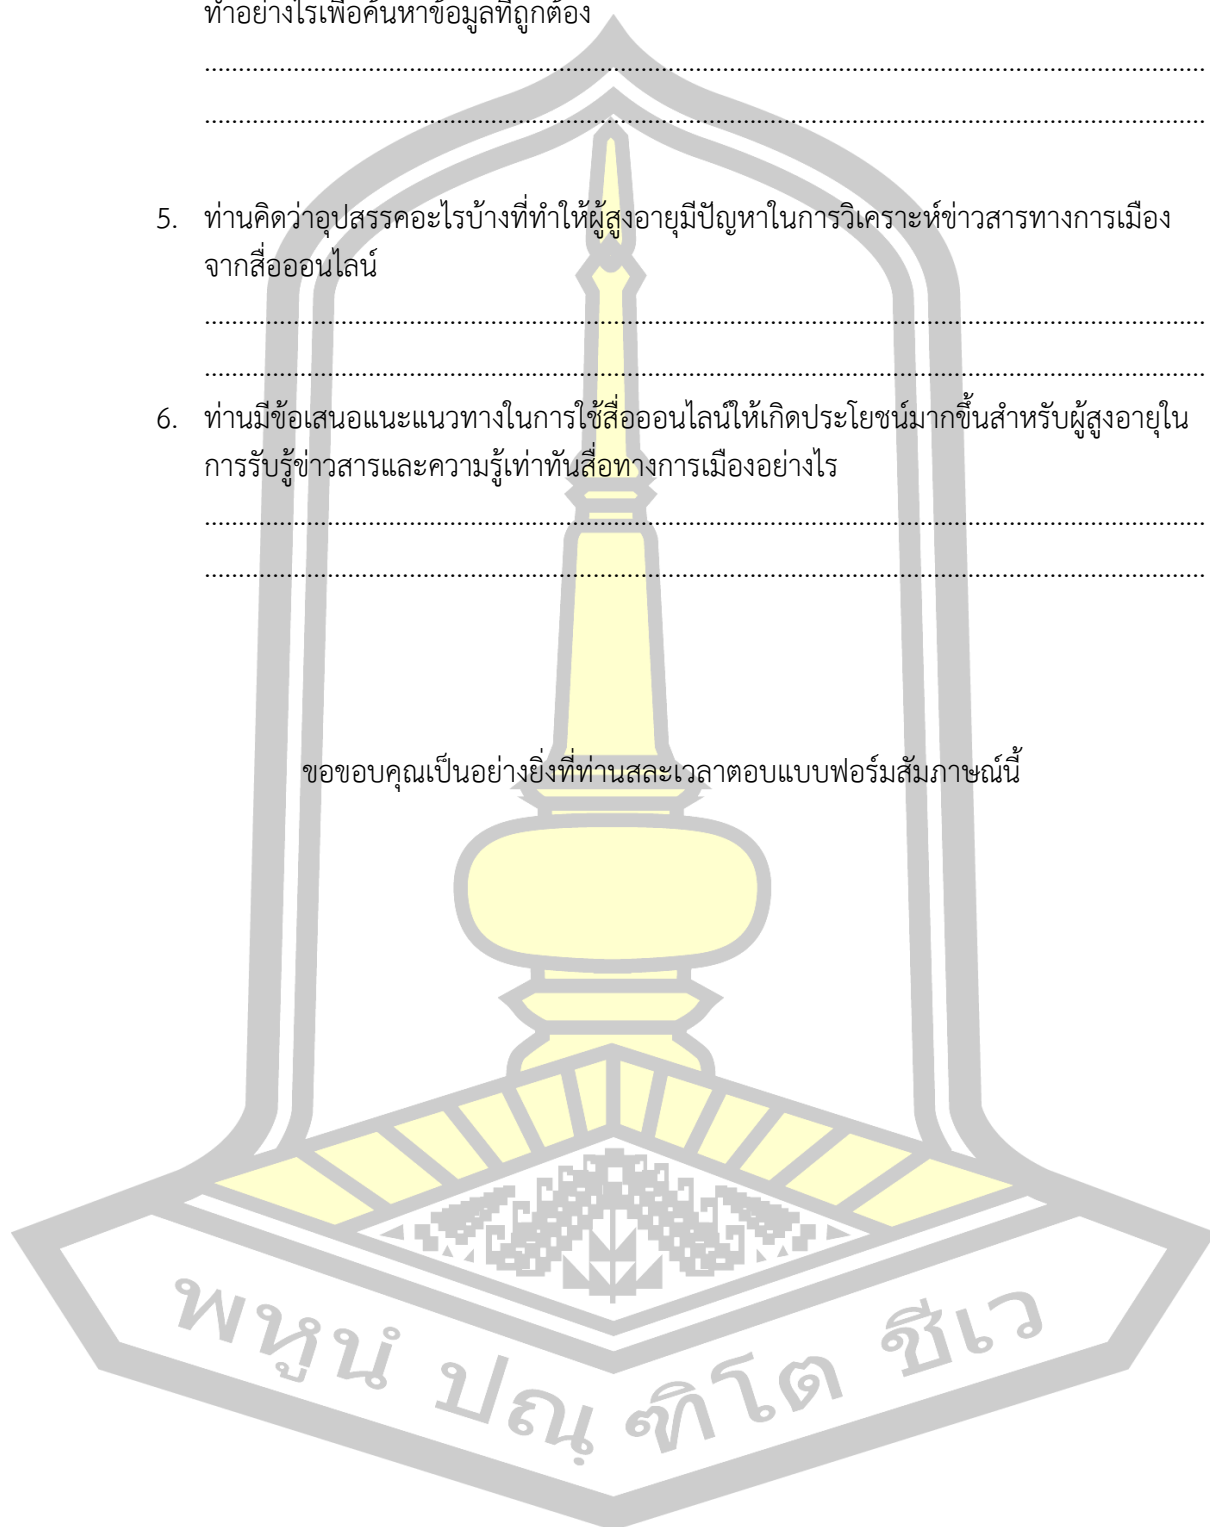 ทำอย่างไรเพื่อค้นหาข้อมูลที่ถูกต้อง
........................................................................................................................................................
........................................................................................................................................................
5. ท่านคิดว่าอุปสรรคอะไรบ้างที่ทำให้ผู้สูงอายุมีปัญหาในการวิเคราะห์ข่าวสารทางการเมือง
จากสื่อออนไลน์
........................................................................................................................................................
........................................................................................................................................................
6. ท่านมีข้อเสนอแนะแนวทางในการใช้สื่อออนไลน์ให้เกิดประโยชน์มากขึ้นสำหรับผู้สูงอายุใน
การรับรู้ข่าวสารและความรู้เท่าทันสื่อทางการเมืองอย่างไร
........................................................................................................................................................
........................................................................................................................................................
ขอขอบคุณเป็นอย่างยิ่งที่ท่านสละเวลาตอบแบบฟอร์มสัมภาษณ์นี้
พหูนํ ปณฺฑิโต ชีเว